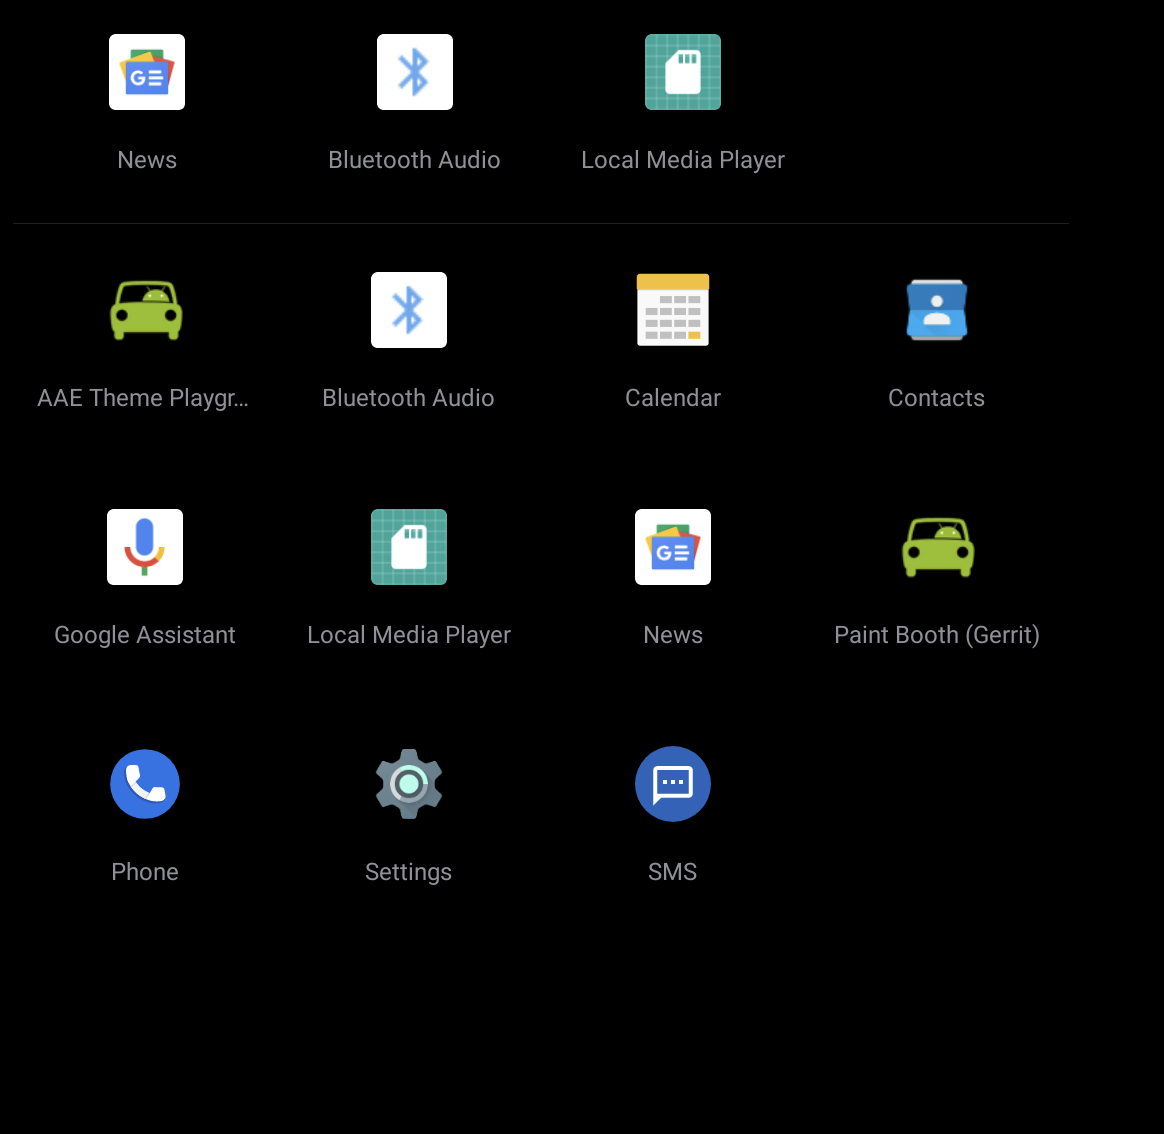 News
Bluetooth Audio
Local Media Player
AAE Theme Playgr...
Bluetooth Audio
Calendar
Contacts
Google Assistant
Local Media Player
News
Paint Booth (Gerrit)
Phone
Settings
SMS